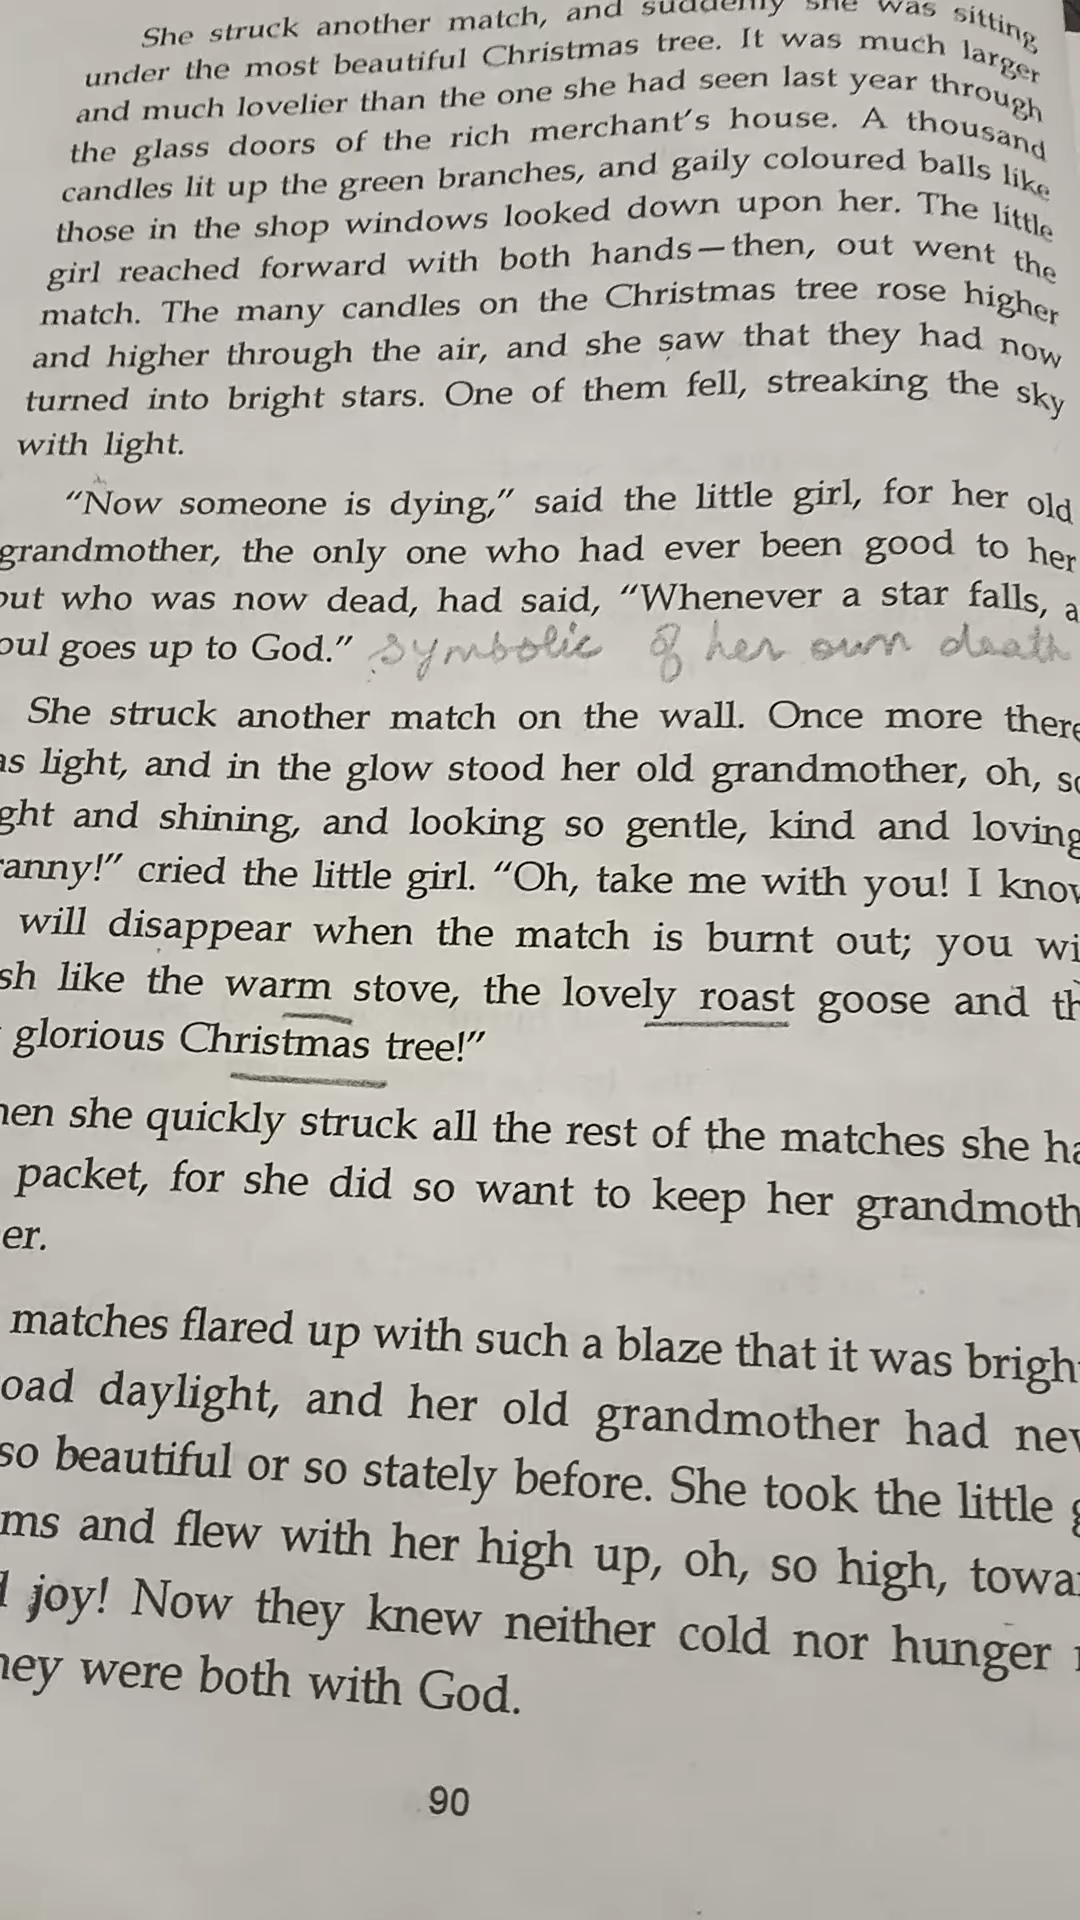 She struck another match, and suddenly she was sitting
under the most beautiful Christmas tree. It was much larger
and much lovelier than the one she had seen last year through
the glass doors of the rich merchant's house. A thousand
candles lit up the green branches, and gaily coloured balls like
those in the shop windows looked down upon her. The little
girl reached forward with both hands—then, out went the
match. The many candles on the Christmas tree rose higher
and higher through the air, and she saw that they had now
turned into bright stars. One of them fell, streaking the sky
with light.
“Now someone is dying,” said the little girl, for her old
grandmother, the only one who had ever been good to her
out who was now dead, had said, “Whenever a star falls, a
oul goes up to God.” symbolic of her own death
She struck another match on the wall. Once more there
as light, and in the glow stood her old grandmother, oh, so
ght and shining, and looking so gentle, kind and loving
ranny!” cried the little girl. “Oh, take me with you! I know
will disappear when the match is burnt out; you wi
sh like the warm stove, the lovely roast goose and th
glorious Christmas tree!”
hen she quickly struck all the rest of the matches she ha
packet, for she did so want to keep her grandmoth
er.
matches flared up with such a blaze that it was brigh
oad daylight, and her old grandmother had nev
so beautiful or so stately before. She took the little g
ms and flew with her high up, oh, so high, towar
d joy! Now they knew neither cold nor hunger n
hey were both with God.
90